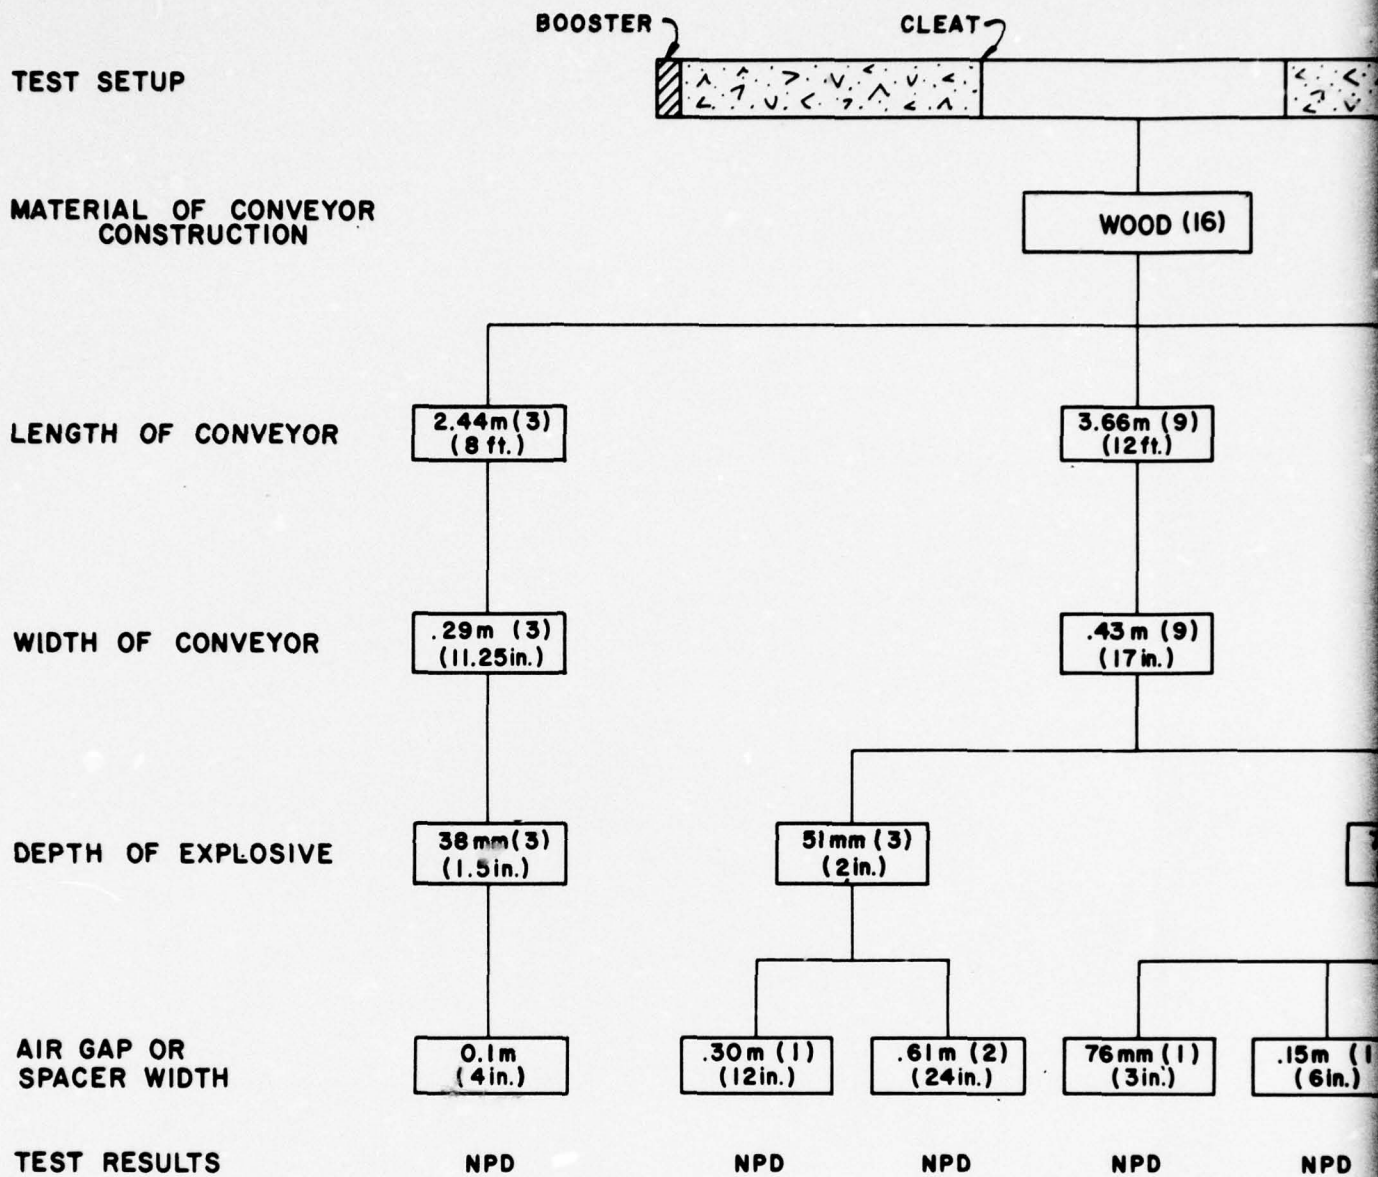 BOOSTER
CLEAT
TEST SETUP
MATERIAL OF CONVEYOR
CONSTRUCTION
WOOD (16)
LENGTH OF CONVEYOR
2.44m (3)
(8 ft.)
3.66m (9)
(12ft.)
WIDTH OF CONVEYOR
.29m (3)
(11.25in.)
.43m (9)
(17in.)
DEPTH OF EXPLOSIVE
38mm (3)
(1.5in.)
51mm (3)
(2in.)
AIR GAP OR
SPACER WIDTH
0.1m
(4in.)
.30m (1)
(12in.)
.61m (2)
(24in.)
76mm (1)
(3in.)
.15m (1
(6in.)
TEST RESULTS
NPD
NPD
NPD
NPD
NPD